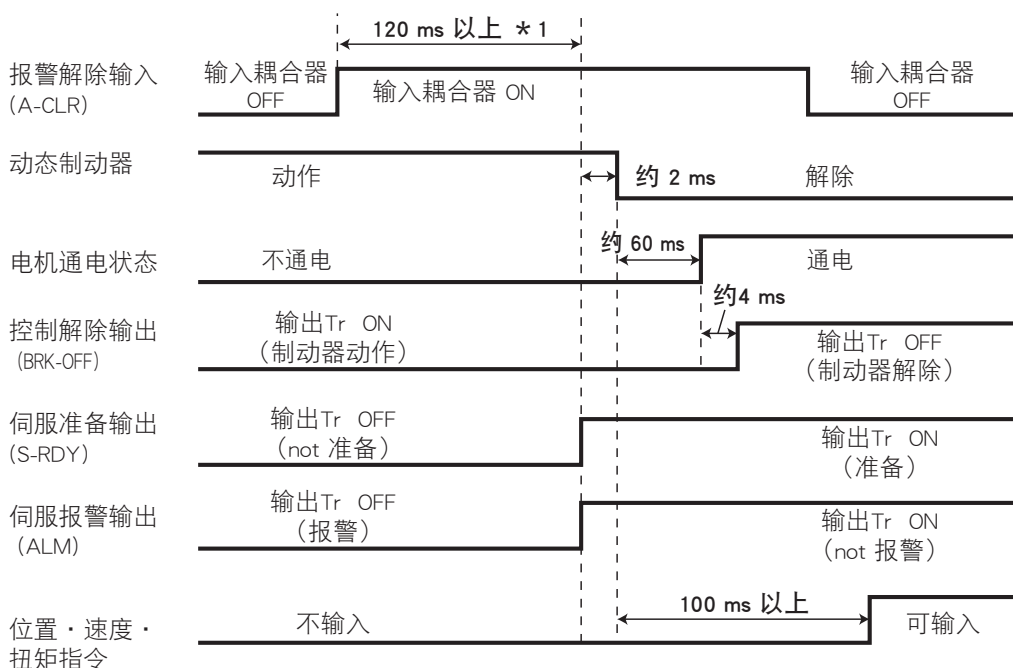 120 ms 以上 *1
报警解除输入
(A-CLR)
输入耦合器
OFF
输入耦合器 ON
输入耦合器
OFF
动态制动器
动作
约 2 ms
解除
电机通电状态
不通电
约 60 ms
通电
控制解除输出
(BRK-OFF)
输出Tr ON
(制动器动作)
约4 ms
输出Tr OFF
(制动器解除)
伺服准备输出
(S-RDY)
输出Tr OFF
(not 准备)
输出Tr ON
(准备)
伺服报警输出
(ALM)
输出Tr OFF
(报警)
输出Tr ON
(not 报警)
位置・速度・
扭矩指令
不输入
100 ms 以上
可输入